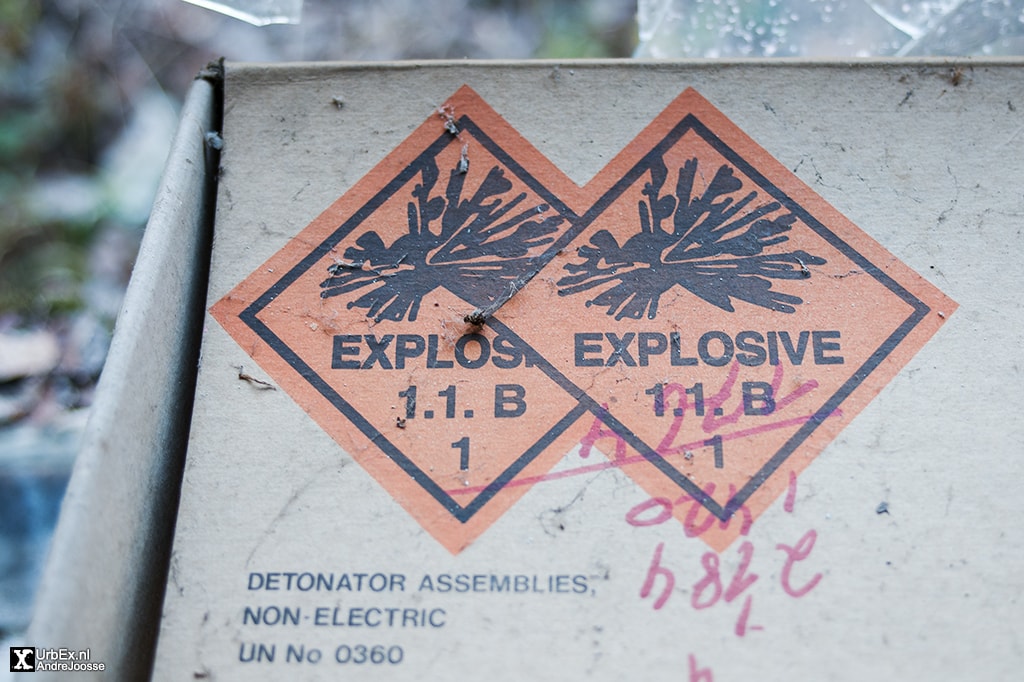 EXPLOSI
1.1. B
1
EXPLOSIVE
1.1. B
1
DETONATOR ASSEMBLIES,
NON-ELECTRIC
UN No 0360
X UrbEx.nl
AndreJoosse